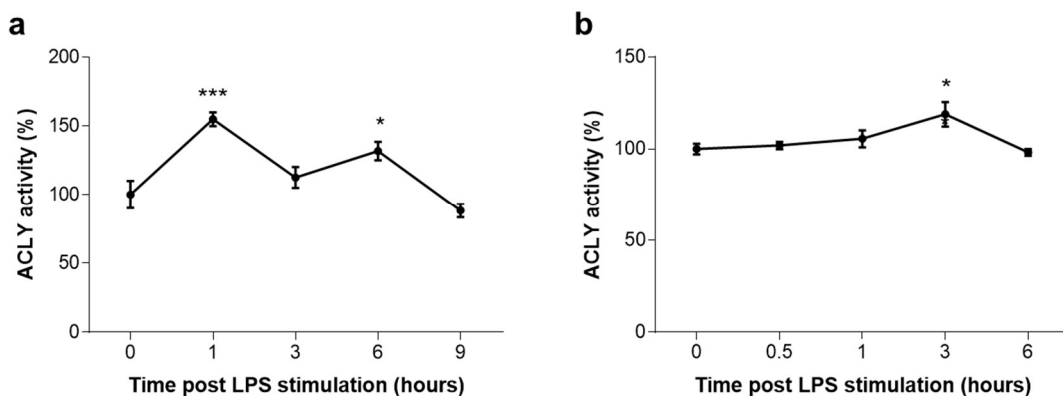 a
200
150
100
50
0
ACLY activity (%)
***
*
0 1 3 6 9
Time post LPS stimulation (hours)
b
150
100
50
0
ACLY activity (%)
*
0 0.5 1 3 6
Time post LPS stimulation (hours)